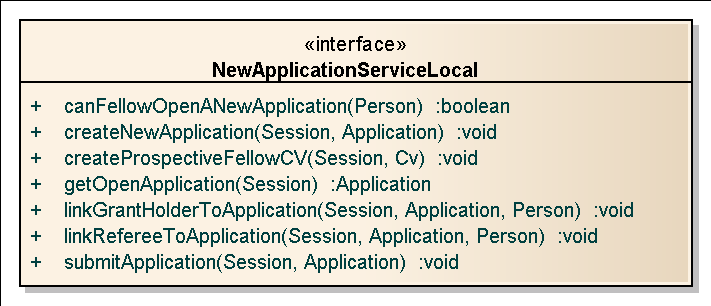 «interface»
NewApplicationServiceLocal
+ canFellowOpenANewApplication(Person) :boolean
+ createNewApplication(Session, Application) :void
+ createProspectiveFellowCV(Session, Cv) :void
+ getOpenApplication(Session) :Application
+ linkGrantHolderToApplication(Session, Application, Person) :void
+ linkRefereeToApplication(Session, Application, Person) :void
+ submitApplication(Session, Application) :void